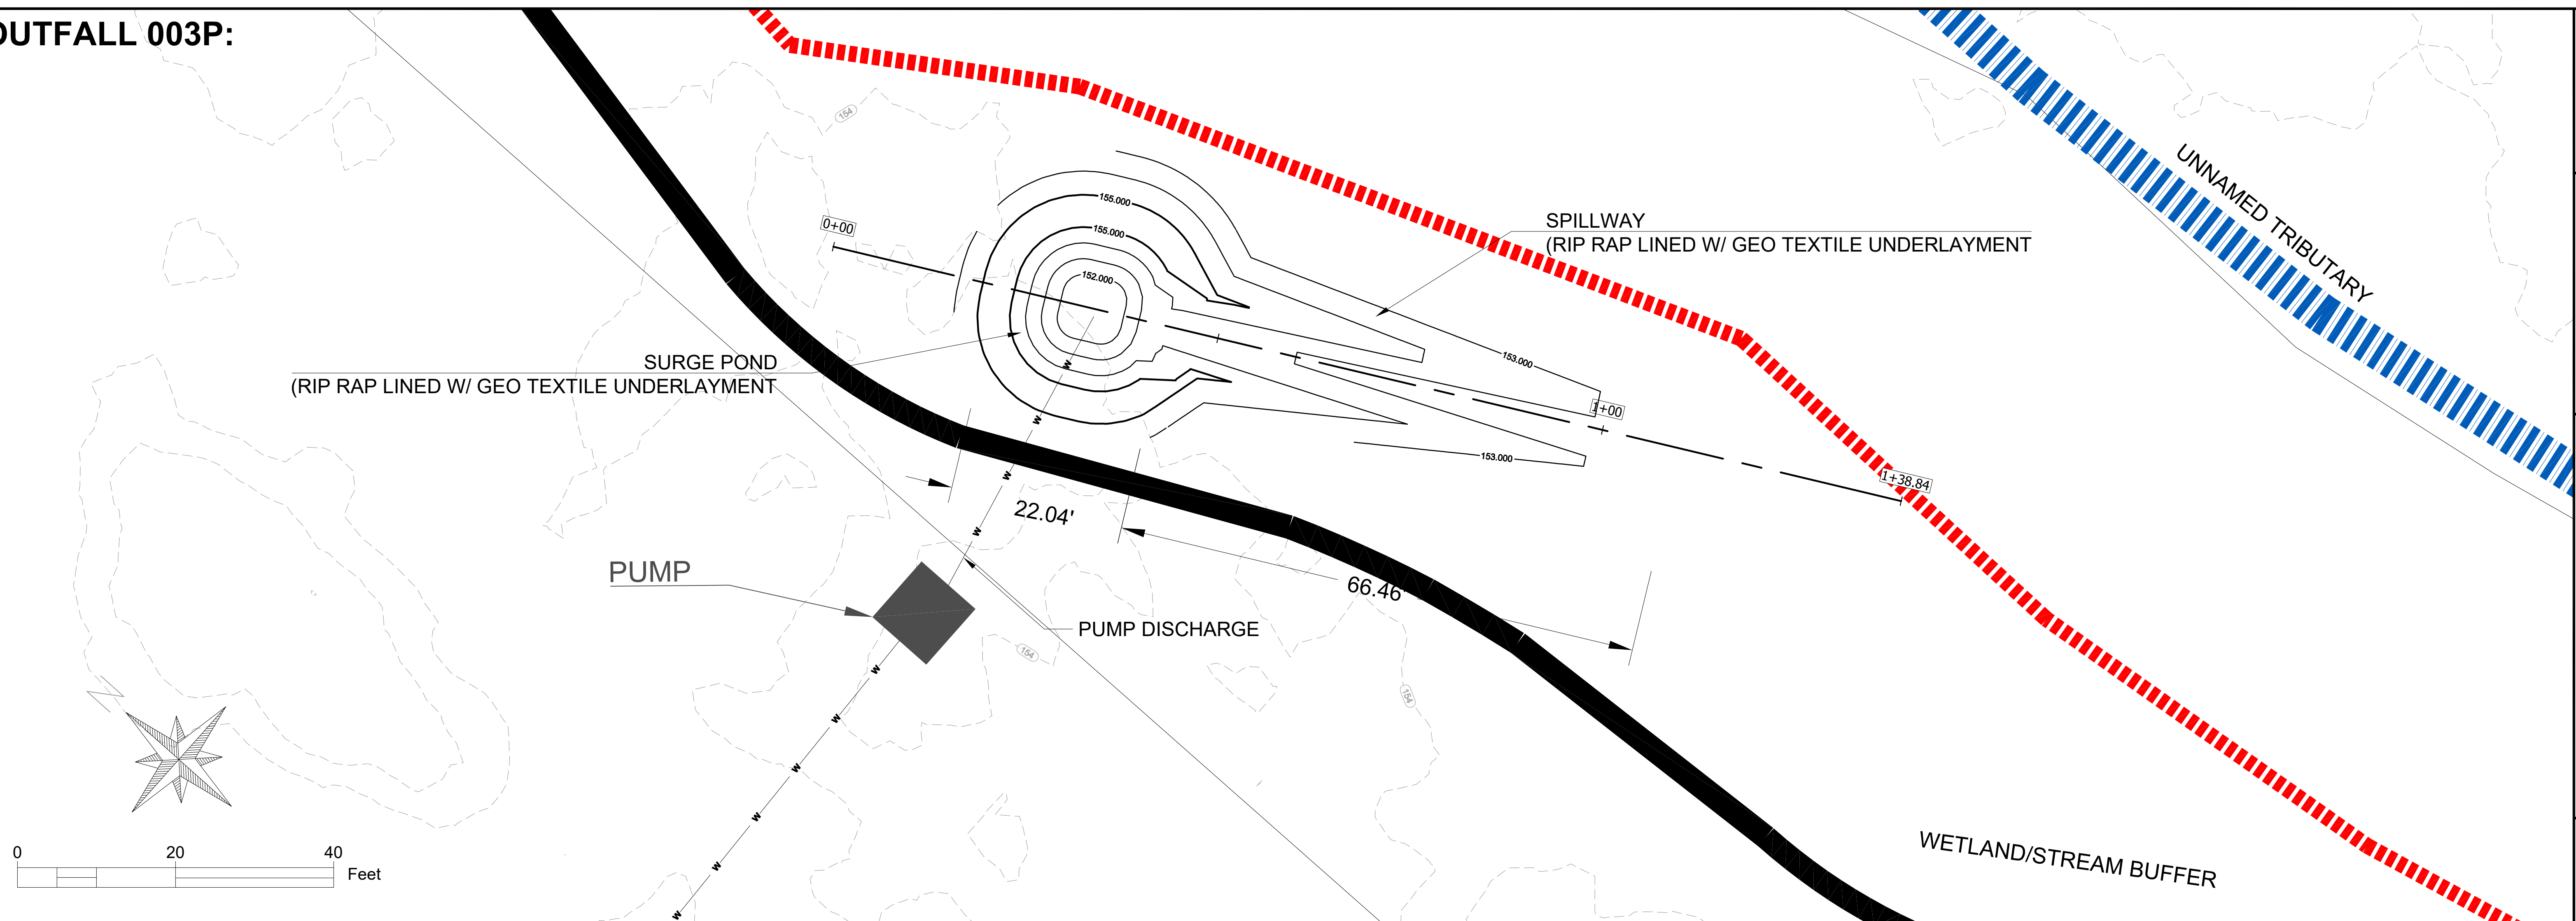 OUTFALL 003P:
154
UNNAMED TRIBUTARY
155.000
0+00
155.000
SPILLWAY
(RIP RAP LINED W/ GEO TEXTILE UNDERLAYMENT
152.000
SURGE POND
(RIP RAP LINED W/ GEO TEXTILE UNDERLAYMENT
153.000
W
1+00
W
153.000
W
1+38.84
22.04'
W
PUMP
66.46'
PUMP DISCHARGE
154
W
154
W
W
W
WETLAND/STREAM BUFFER
0 20 40
Feet
W
W